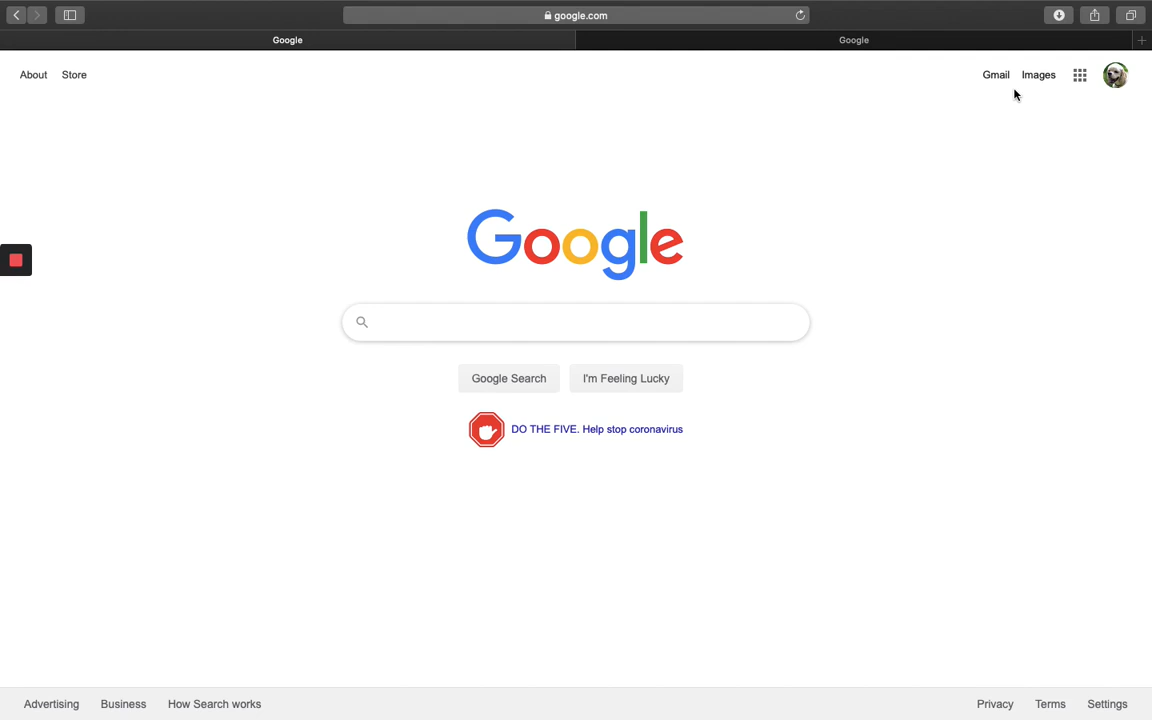 google.com
Google
Google
About Store
Gmail Images
Google
Google Search I'm Feeling Lucky
DO THE FIVE. Help stop coronavirus
Advertising Business How Search works
Privacy Terms Settings